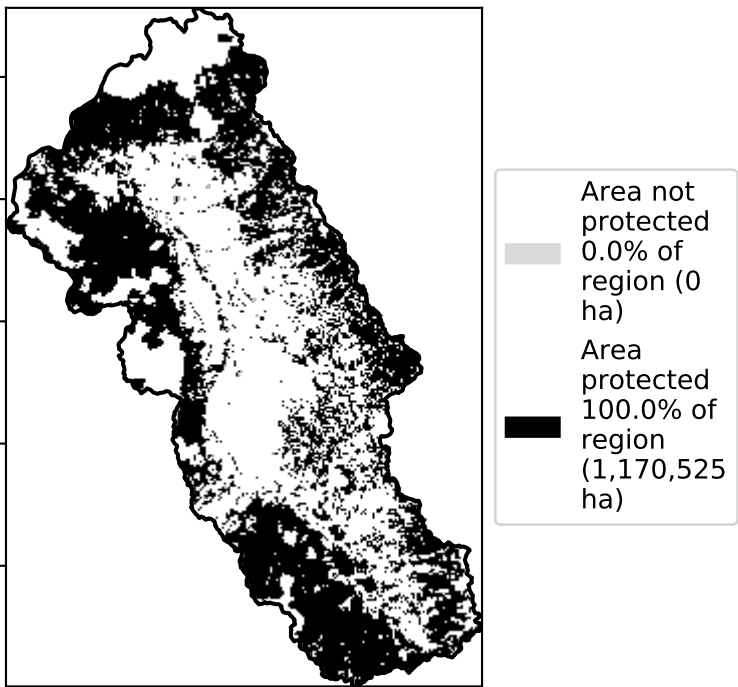 Area not
protected
0.0% of
region (0
ha)
Area
protected
100.0% of
region
(1,170,525
ha)